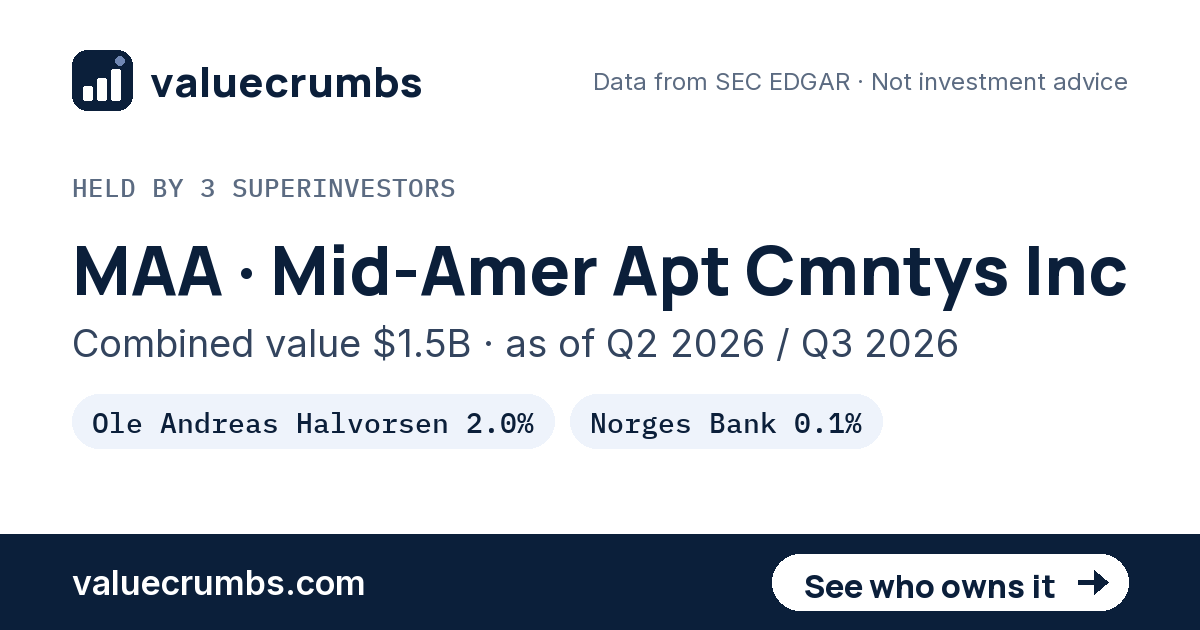 valuecrumbs
Data from SEC EDGAR · Not investment advice
HELD BY 3 SUPERINVESTORS
MAA · Mid-Amer Apt Cmntys Inc
Combined value $1.5B · as of Q2 2026 / Q3 2026
Ole Andreas Halvorsen 2.0%
Norges Bank 0.1%
valuecrumbs.com
See who owns it →